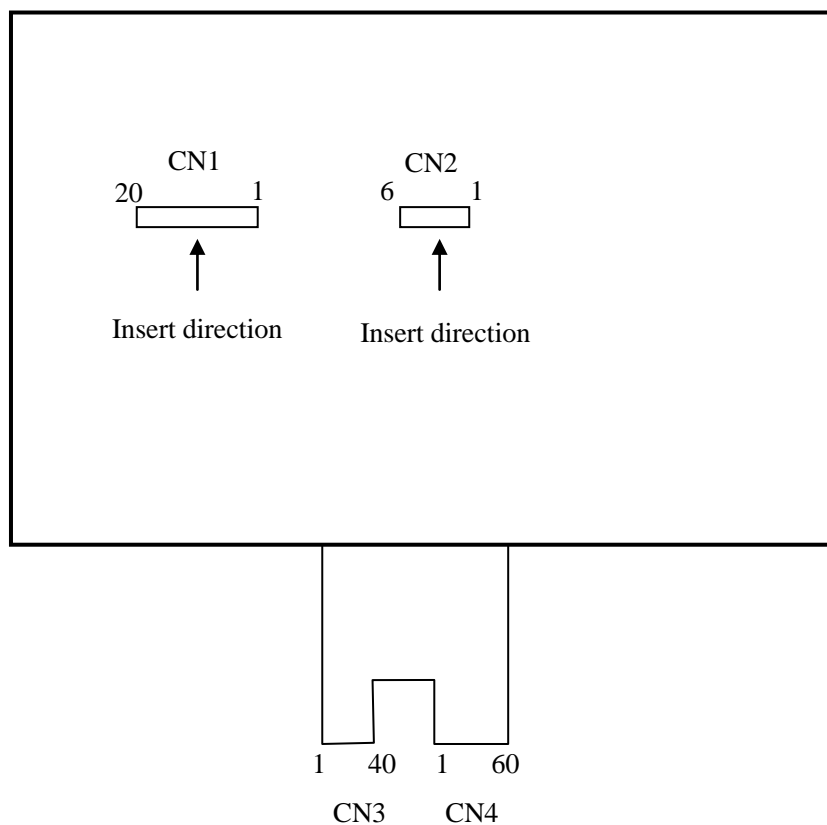 CN1 CN2
20 1 6 1
Insert direction Insert direction
1 40 1 60
CN3 CN4